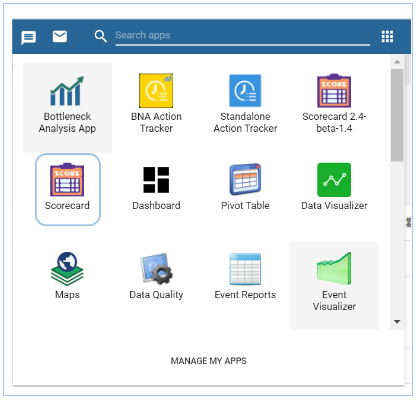 Search apps
Bottleneck
Analysis App
BNA Action
Tracker
Standalone
Action Tracker
Scorecard 2.4-
beta-1.4
Scorecard
Dashboard
Pivot Table
Data Visualizer
Maps
Data Quality
Event Reports
Event
Visualizer
MANAGE MY APPS